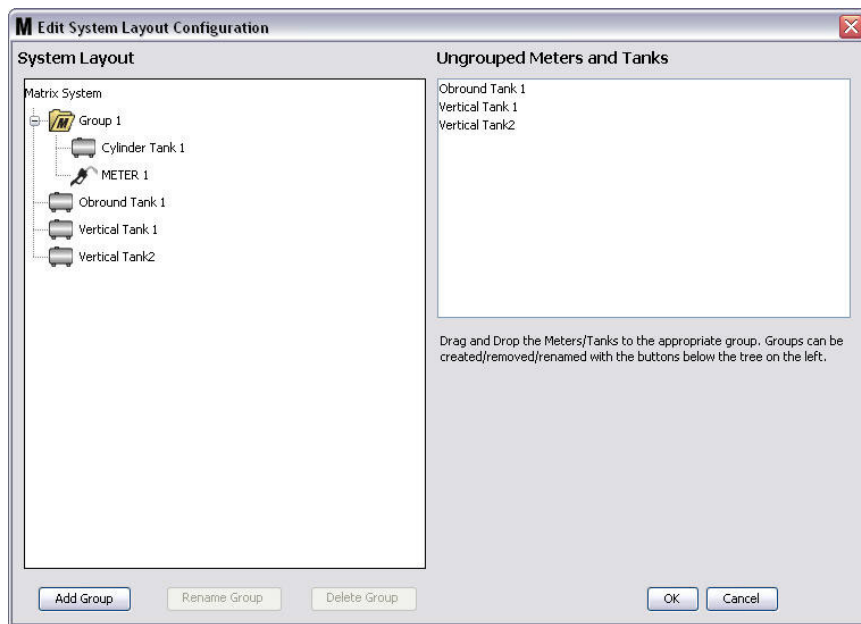 M Edit System Layout Configuration
System Layout
Matrix System
M Group 1
Cylinder Tank 1
METER 1
Obround Tank 1
Vertical Tank 1
Vertical Tank2
Ungrouped Meters and Tanks
Obround Tank 1
Vertical Tank 1
Vertical Tank2
Drag and Drop the Meters/Tanks to the appropriate group. Groups can be
created/removed/renamed with the buttons below the tree on the left.
Add Group
Rename Group
Delete Group
OK
Cancel